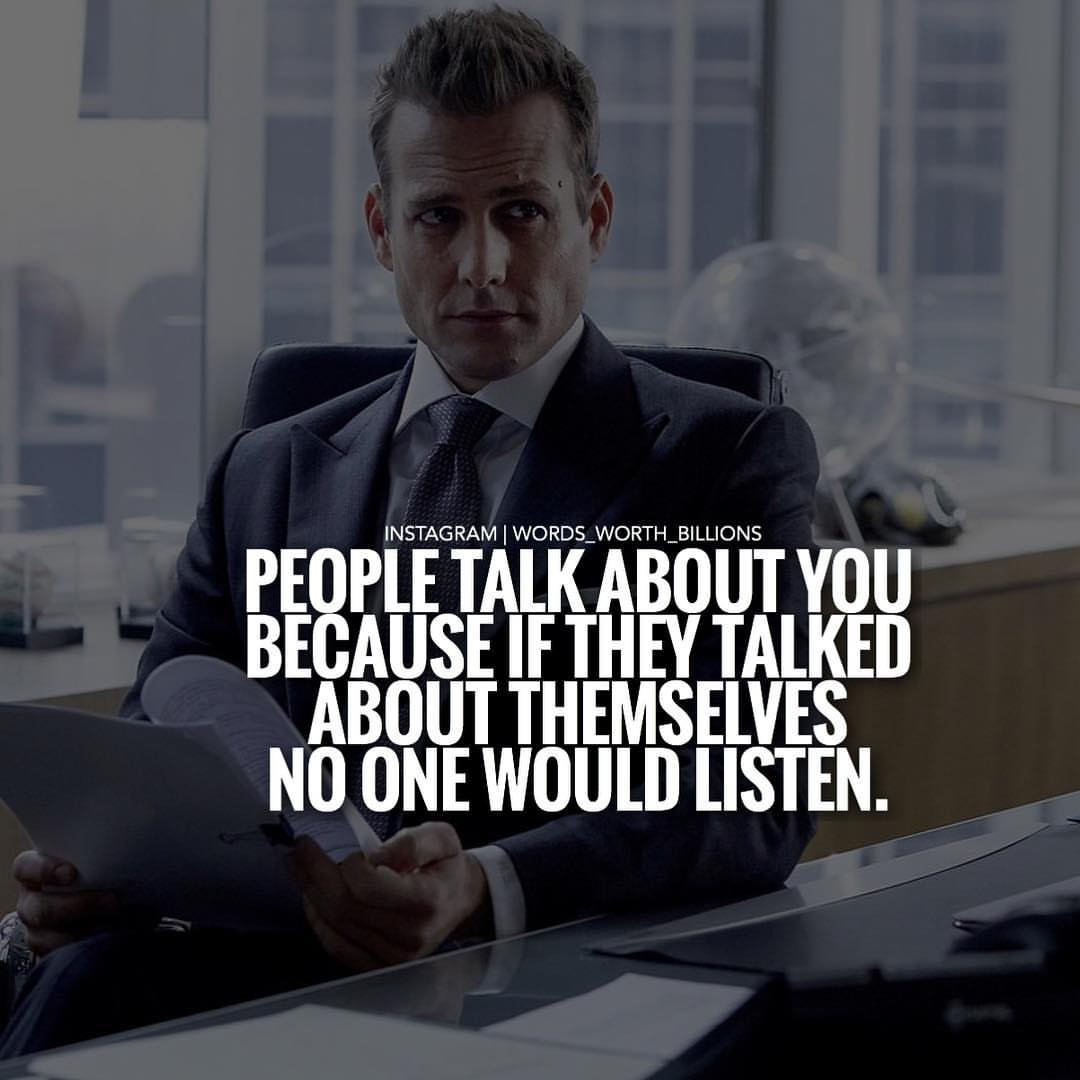 INSTAGRAM | WORDS_WORTH_BILLIONS
PEOPLE TALK ABOUT YOU
BECAUSE IF THEY TALKED
ABOUT THEMSELVES
NO ONE WOULD LISTEN.